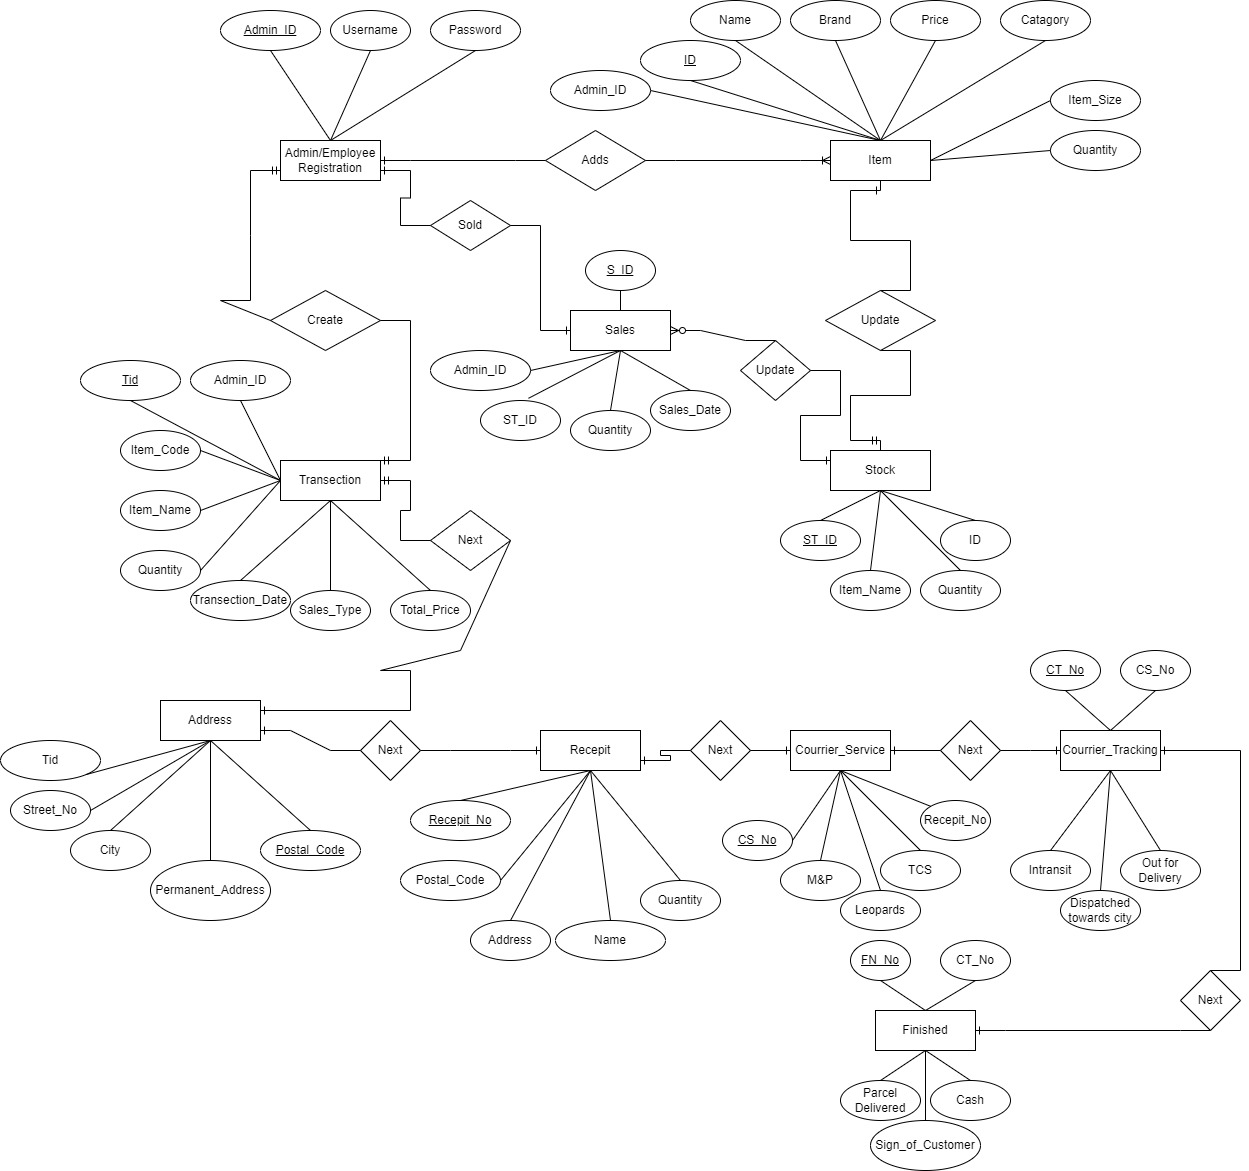 Admin_ID
Username
Password
Name
Brand
Price
Catagory
ID
Admin_ID
Item_Size
Quantity
Admin/Employee
Registration
Adds
Item
Sold
S_ID
Create
Sales
Update
Update
Tid
Admin_ID
Admin_ID
ST_ID
Quantity
Sales_Date
Item_Code
Transection
Stock
Item_Name
Quantity
Next
ST_ID
ID
Item_Name
Quantity
Transection_Date
Sales_Type
Total_Price
CT_No
CS_No
Address
Next
Recepit
Next
Courrier_Service
Next
Courrier_Tracking
Tid
Street_No
City
Permanent_Address
Postal_Code
Recepit_No
Postal_Code
Address
Name
Quantity
CS_No
M&P
Leopards
TCS
Recepit_No
Intransit
Dispatched
towards city
Out for
Delivery
FN_No
CT_No
Next
Finished
Parcel
Delivered
Cash
Sign_of_Customer